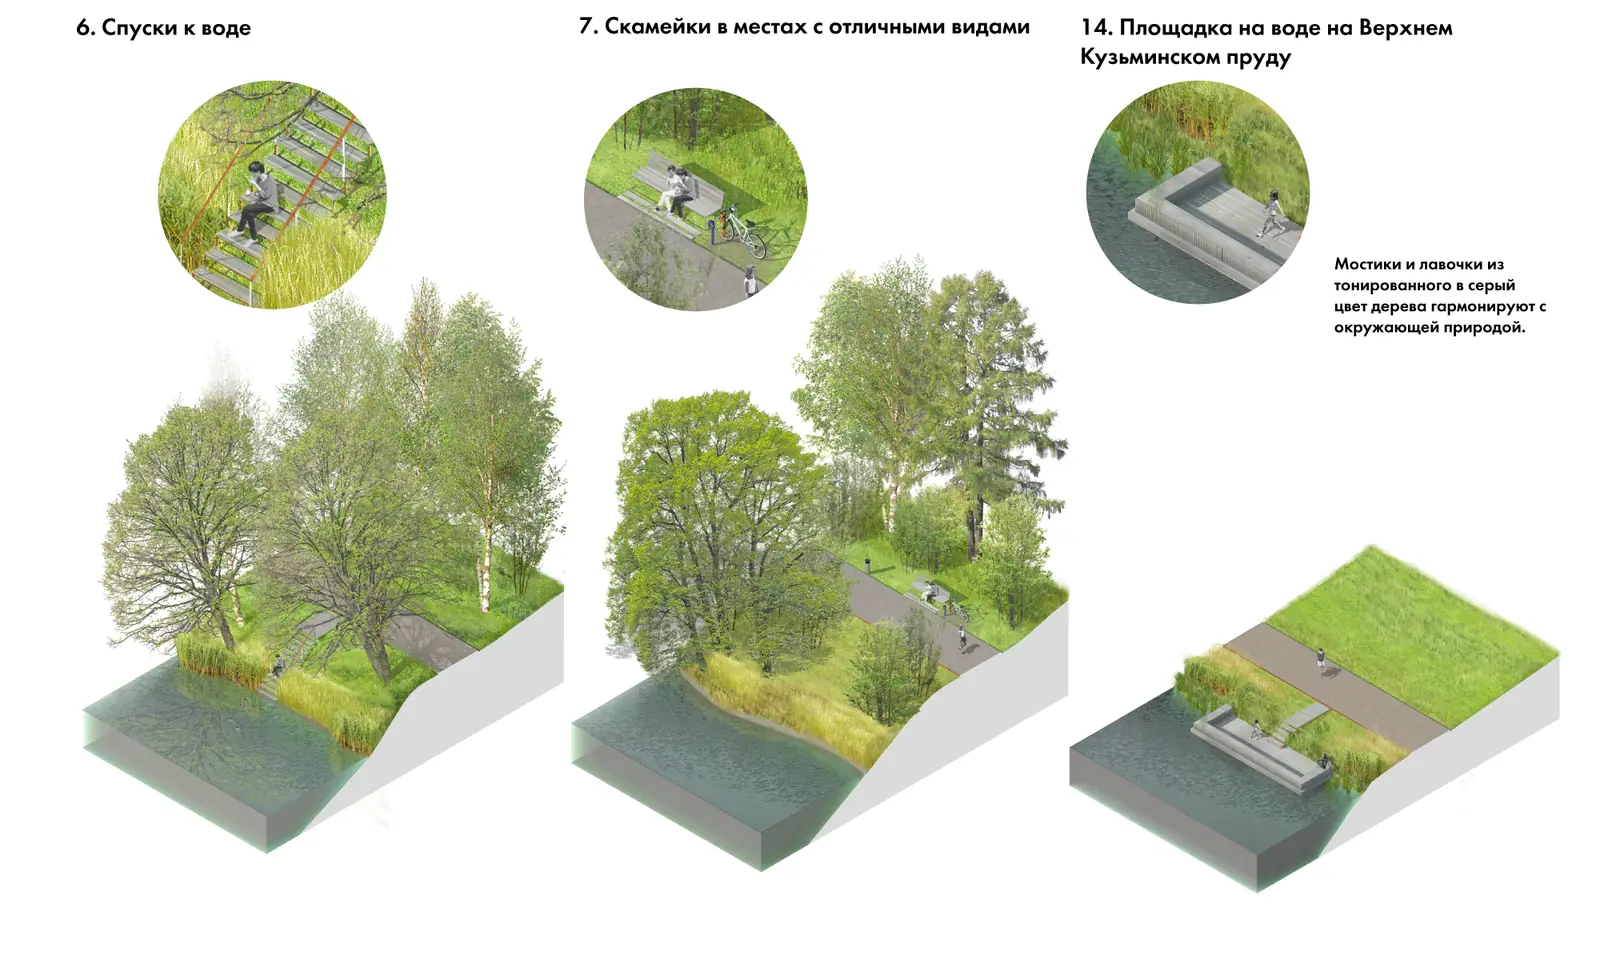 6. Спуски к воде
7. Скамейки в местах с отличными видами
14. Площадка на воде на Верхнем
Кузьминском пруду
Мостики и лавочки из
тонированного в серый
цвет дерева гармонируют с
окружающей природой.